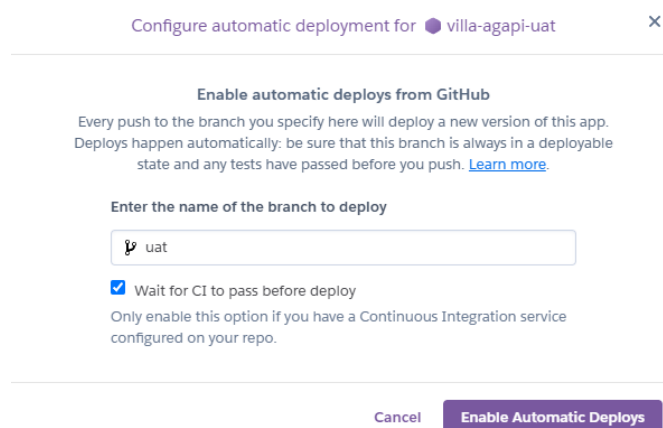 Configure automatic deployment for villa-agapi-uat
Enable automatic deploys from GitHub
Every push to the branch you specify here will deploy a new version of this app.
Deploys happen automatically: be sure that this branch is always in a deployable
state and any tests have passed before you push. Learn more.
Enter the name of the branch to deploy
uat
Wait for CI to pass before deploy
Only enable this option if you have a Continuous Integration service
configured on your repo.
Cancel
Enable Automatic Deploys